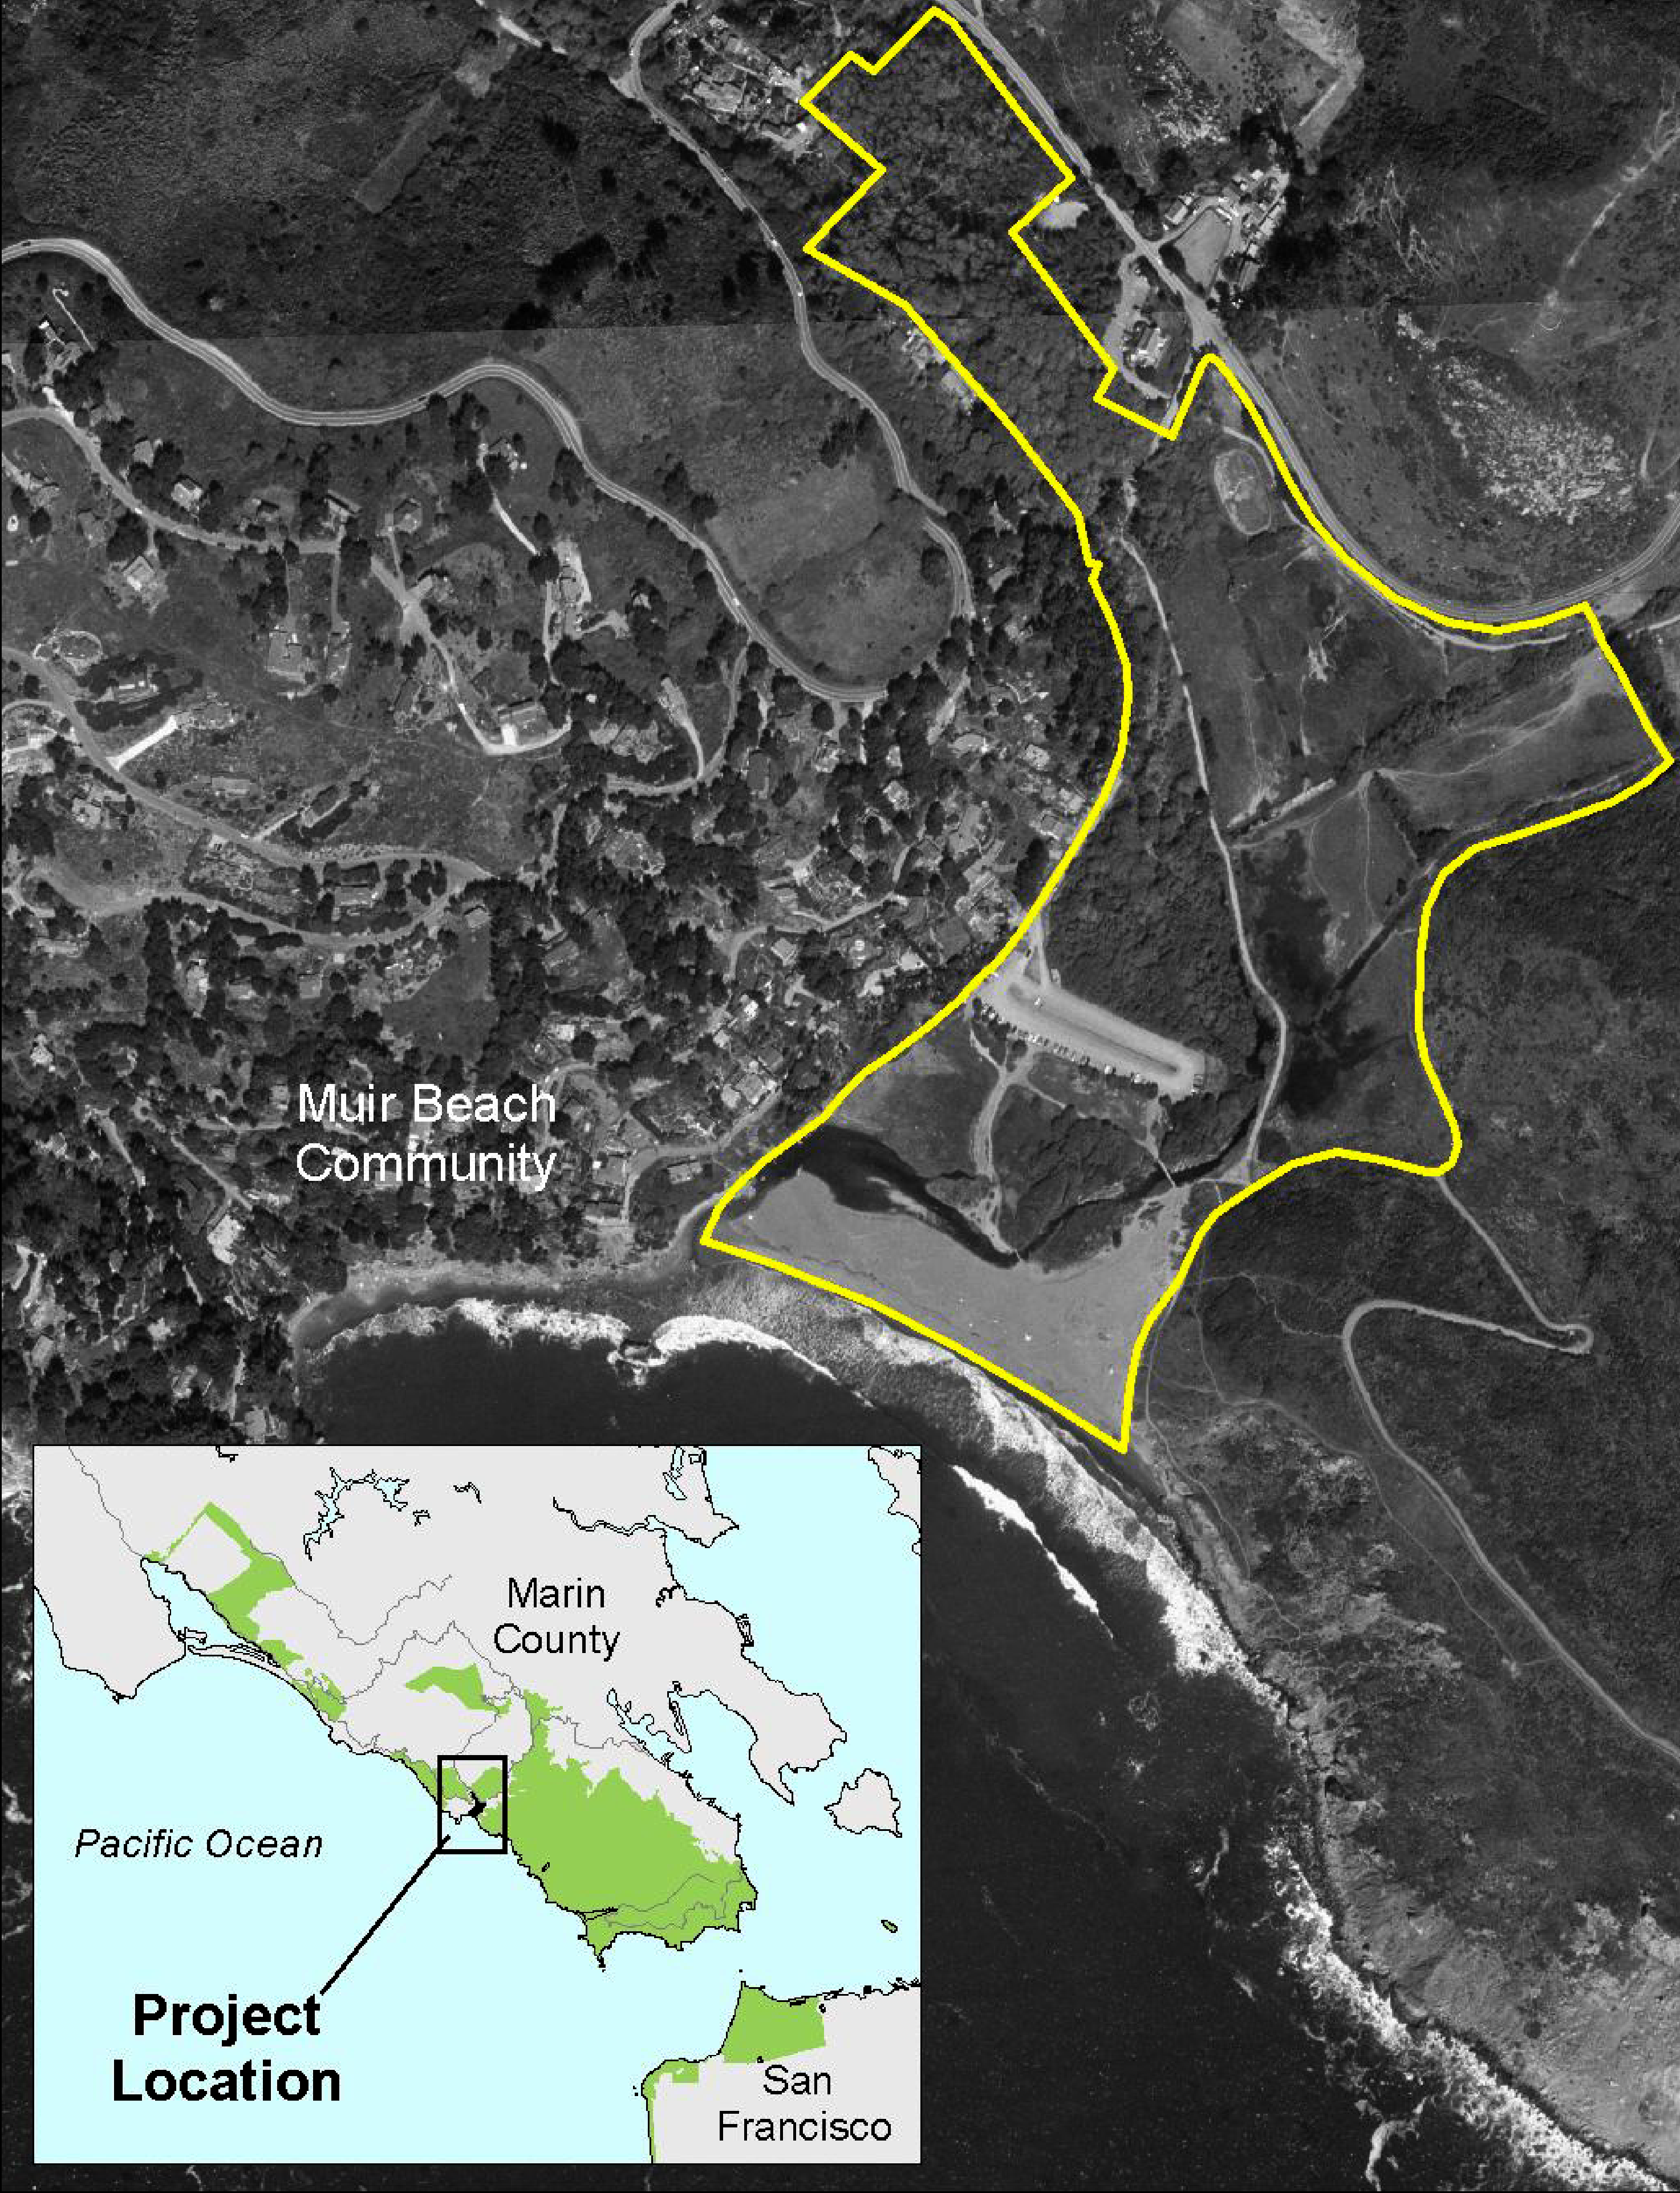 Muir Beach
Community
Marin
County
Pacific Ocean
Project
Location
San
Francisco